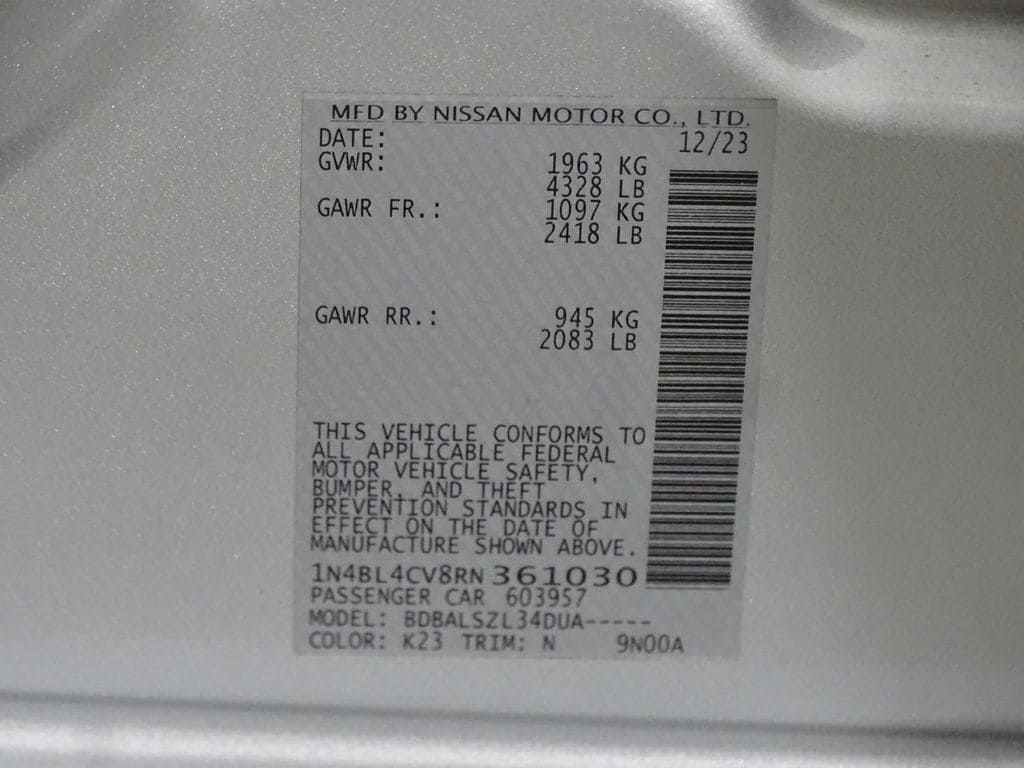 MFD BY NISSAN MOTOR CO., LTD.
DATE: 12/23
GVWR: 1963 KG
4328 LB
GAWR FR.: 1097 KG
2418 LB
GAWR RR.: 945 KG
2083 LB
THIS VEHICLE CONFORMS TO
ALL APPLICABLE FEDERAL
MOTOR VEHICLE SAFETY,
BUMPER, AND THEFT
PREVENTION STANDARDS IN
EFFECT ON THE DATE OF
MANUFACTURE SHOWN ABOVE.
1N4BL4CV8RN361030
PASSENGER CAR 603957
MODEL: BDBALSZL34DUA-----
COLOR: K23 TRIM: N 9N00A